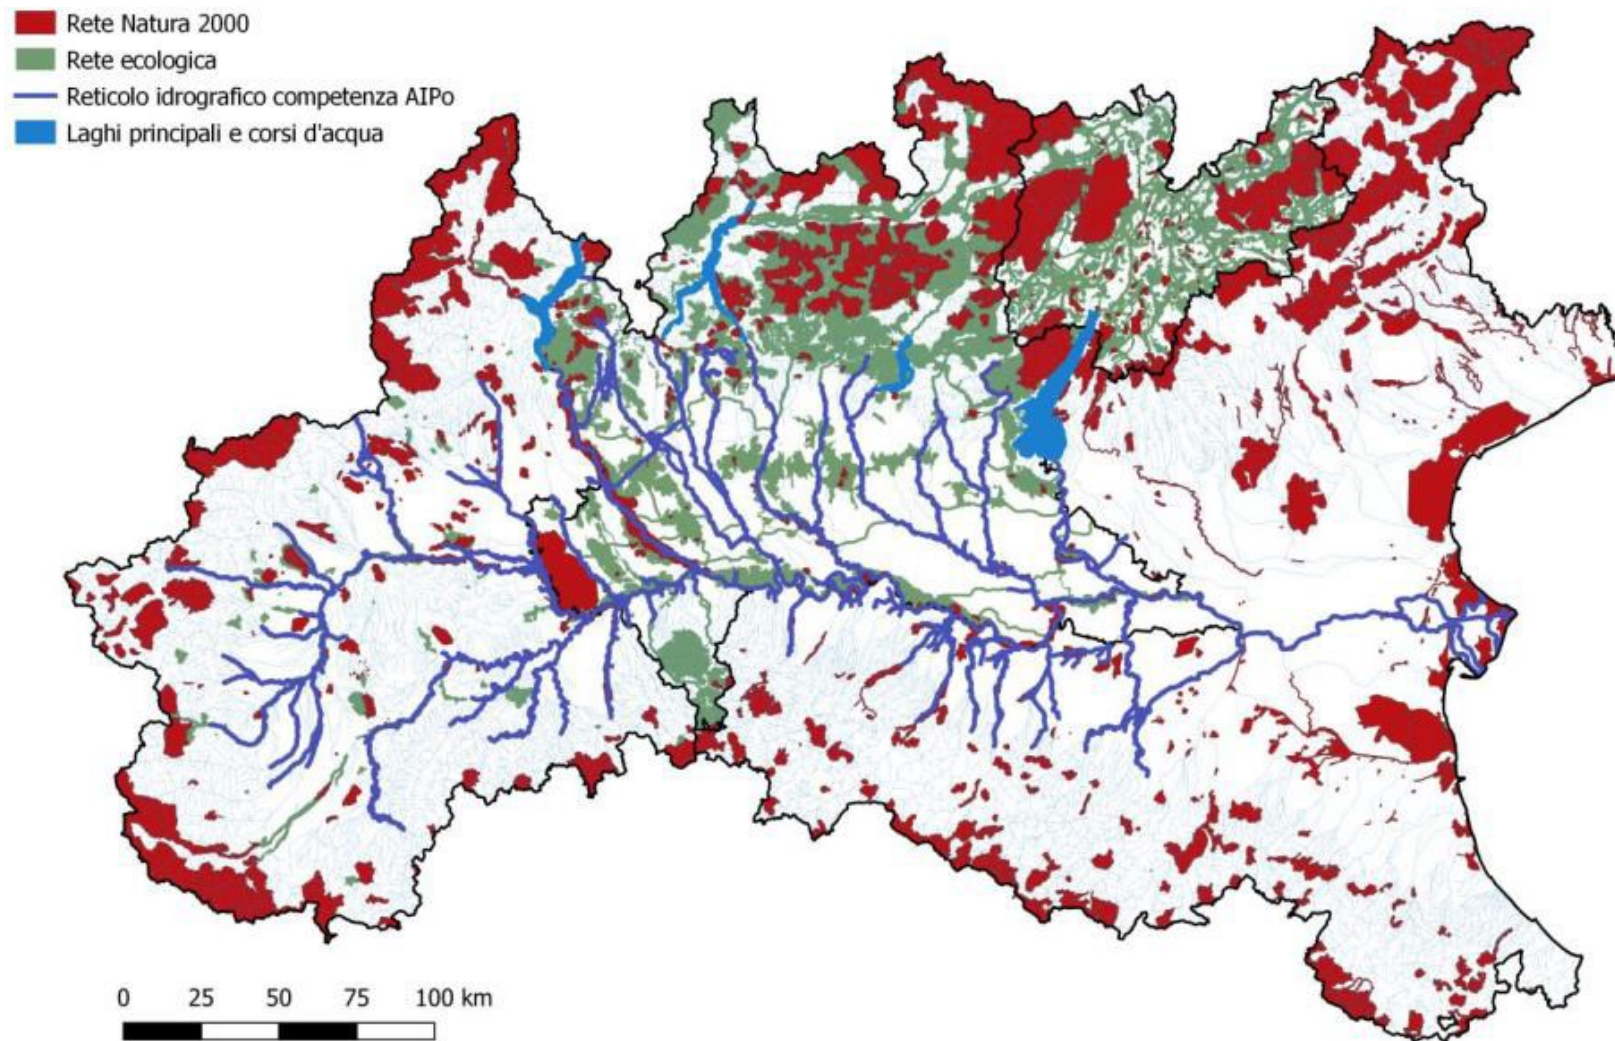 Rete Natura 2000
Rete ecologica
Reticolo idrografico competenza AIPo
Laghi principali e corsi d'acqua
0 25 50 75 100 km